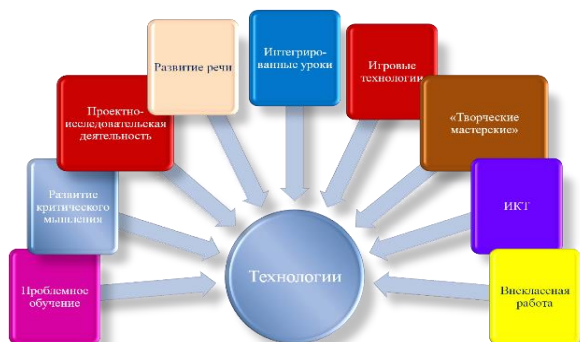 Проблемное
обучение
Развитие
критического
мышления
Проектно-
исследовательская
деятельность
Развитие речи
Интегриро-
ванные уроки
Игровые
технологии
«Творческие
мастерские»
ИКТ
Внеклассная
работа
Технологии